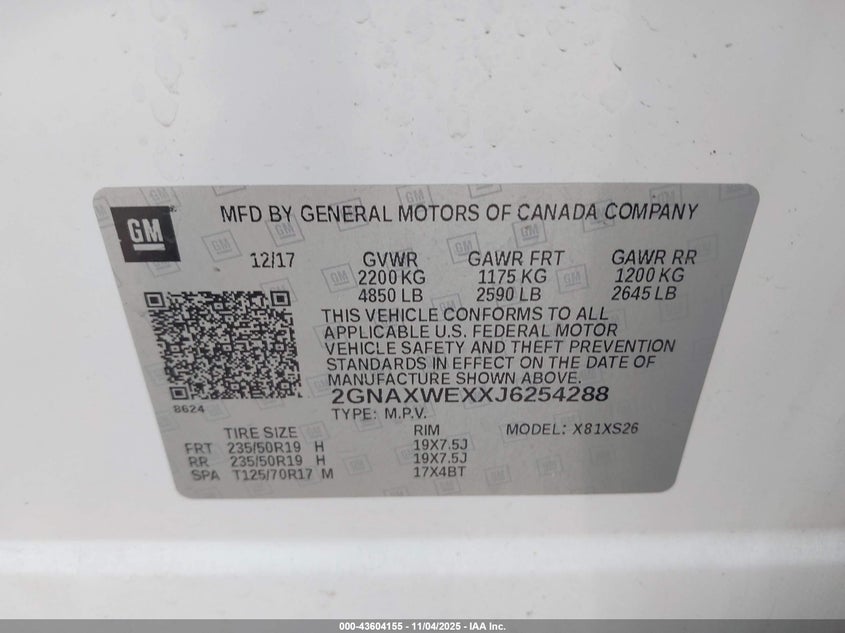 GM
MFD BY GENERAL MOTORS OF CANADA COMPANY
12/17 GVWR GAWR FRT GAWR RR
2200 KG 1175 KG 1200 KG
4850 LB 2590 LB 2645 LB
THIS VEHICLE CONFORMS TO ALL
APPLICABLE U.S. FEDERAL MOTOR
VEHICLE SAFETY AND THEFT PREVENTION
STANDARDS IN EFFECT ON THE DATE OF
MANUFACTURE SHOWN ABOVE.
8624
2GNAXWEXXJ6254288
TYPE: M.P.V.
TIRE SIZE RIM MODEL: X81XS26
FRT 235/50R19 H 19X7.5J
RR 235/50R19 H 19X7.5J
SPA T125/70R17 M 17X4BT
000-43604155 - 11/04/2025 - IAA Inc.